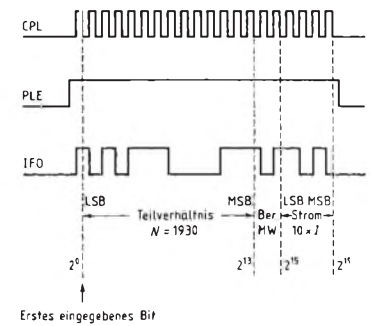 CPL
PLE
IFO
LSB MSB LSB MSB
Teilverhältnis Ber Strom
N = 1930 MW 10 × I
2⁰ 2¹³ 2¹⁵
Erstes eingegebenes Bit